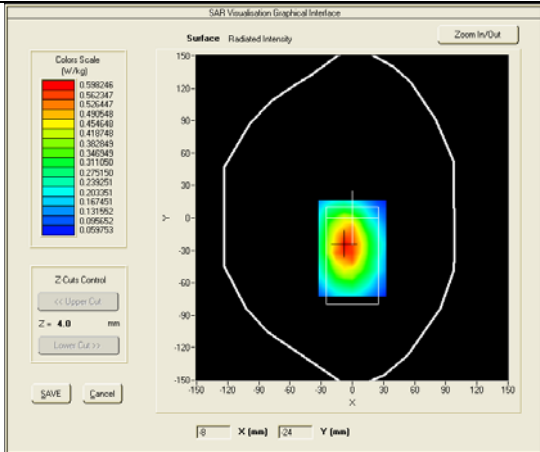 SAR Visualisation Graphical Interface
Surface Radiated Intensity
Zoom In/Out
Colors Scale
(W/kg)
0.598246
0.562347
0.526447
0.490548
0.454648
0.418748
0.382849
0.346949
0.311050
0.275150
0.239251
0.203351
0.167451
0.131552
0.095652
0.059753
Z-Cuts Control
<< Upper Cut
Z = 4.0 mm
Lower Cut >>
SAVE
Cancel
150
120
90
60
30
0
-30
-60
-90
-120
-150
Y
-150 -120 -90 -60 -30 0 30 60 90 120 150
X
-8 X (mm) -24 Y (mm)